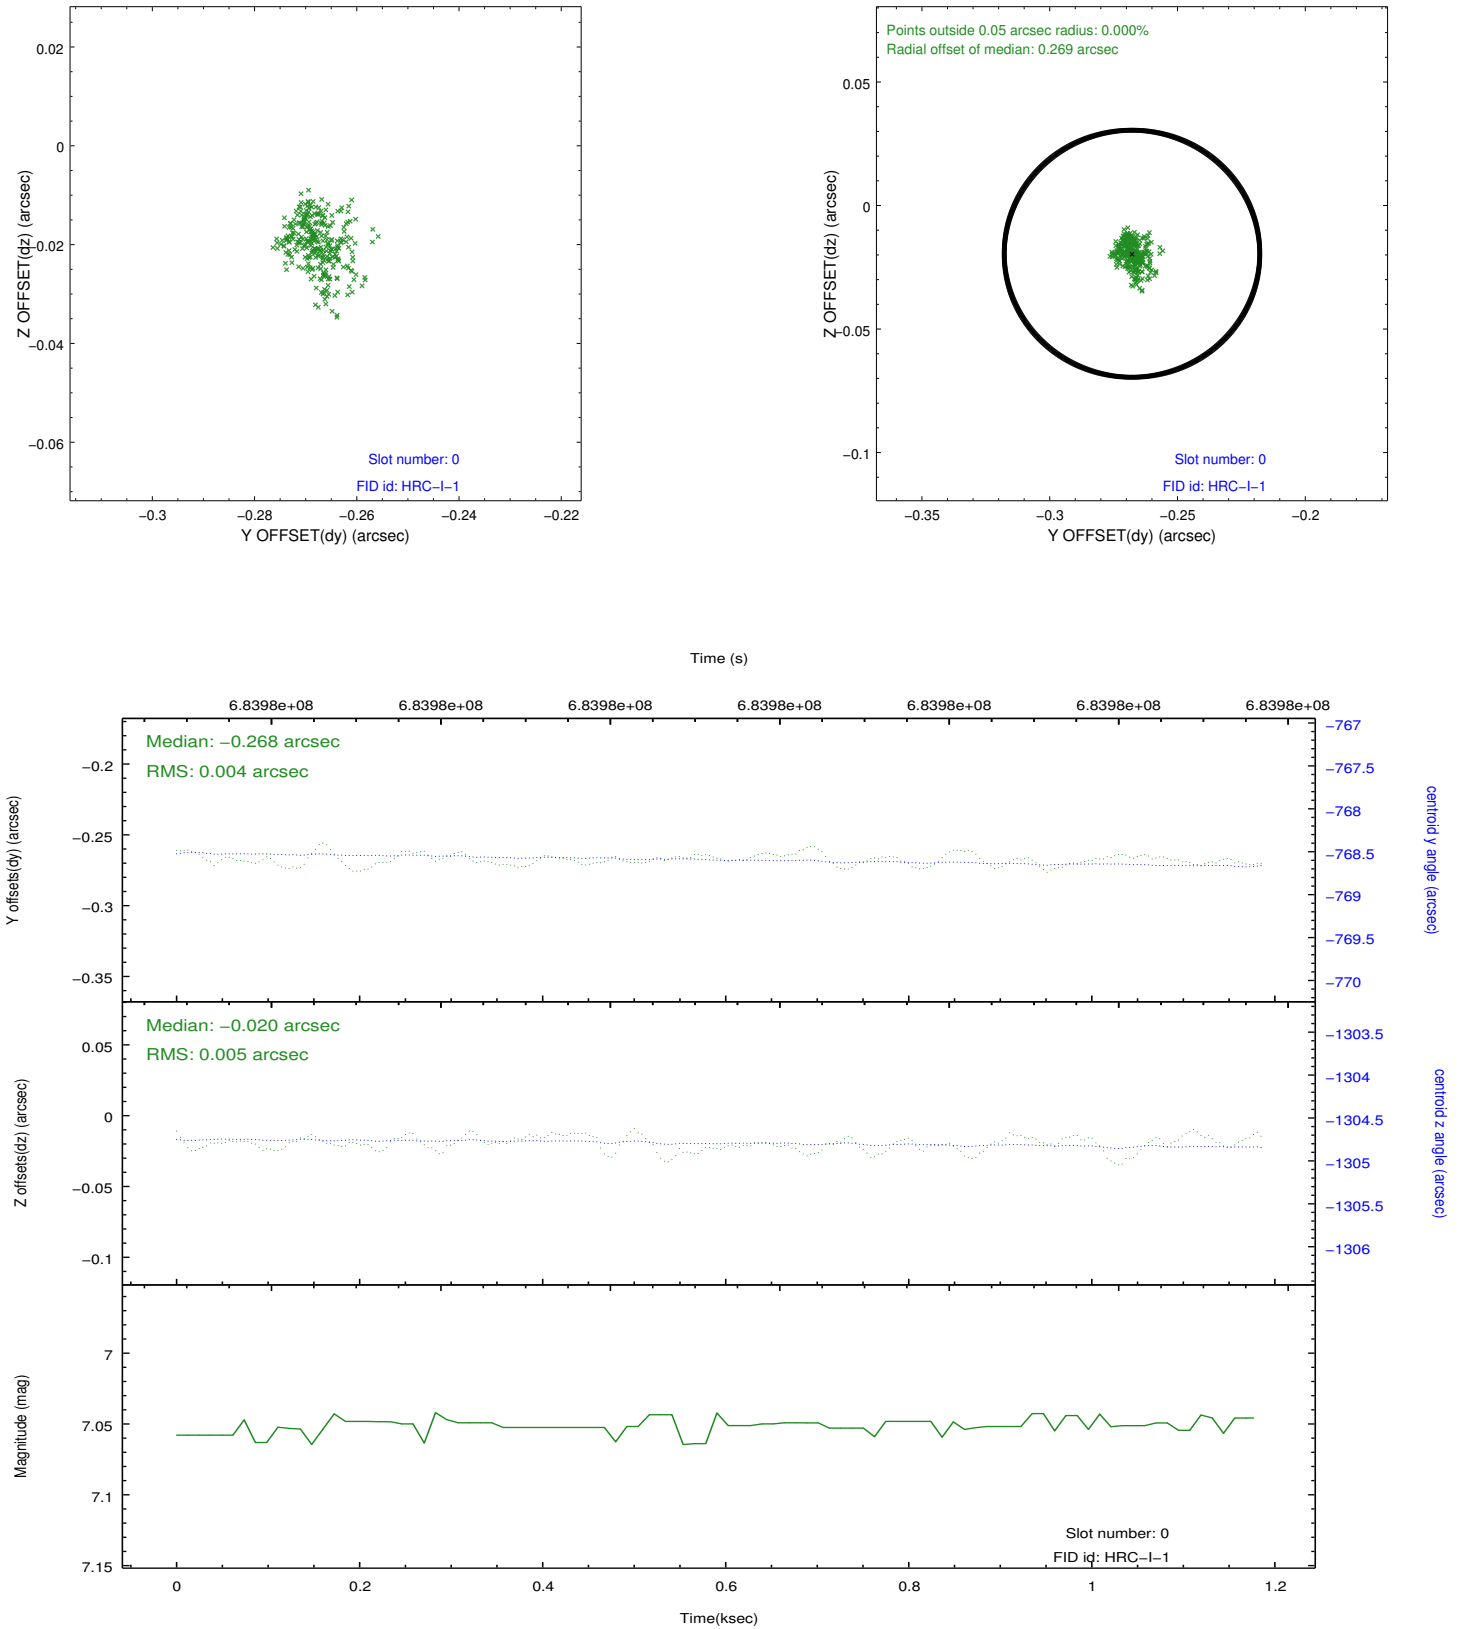 0.02
0
−0.02
−0.04
−0.06
Z OFFSET(dz) (arcsec)
Slot number: 0
FID id: HRC−I−1
−0.3
−0.28
−0.26
−0.24
−0.22
Y OFFSET(dy) (arcsec)
Points outside 0.05 arcsec radius: 0.000%
Radial offset of median: 0.269 arcsec
0.05
0
−0.05
−0.1
Z OFFSET(dz) (arcsec)
Slot number: 0
FID id: HRC−I−1
−0.35
−0.3
−0.25
−0.2
Y OFFSET(dy) (arcsec)
Time (s)
6.8398e+08 6.8398e+08 6.8398e+08 6.8398e+08 6.8398e+08 6.8398e+08 6.8398e+08
Median: −0.268 arcsec
RMS: 0.004 arcsec
−0.2
−0.25
−0.3
−0.35
Y offsets(dy) (arcsec)
−767
−767.5
−768
−768.5
−769
−769.5
−770
centroid y angle (arcsec)
Median: −0.020 arcsec
RMS: 0.005 arcsec
0.05
0
−0.05
−0.1
Z offsets(dz) (arcsec)
−1303.5
−1304
−1304.5
−1305
−1305.5
−1306
centroid z angle (arcsec)
7
7.05
7.1
7.15
Magnitude (mag)
Slot number: 0
FID id: HRC−I−1
0
0.2
0.4
0.6
0.8
1
1.2
Time(ksec)